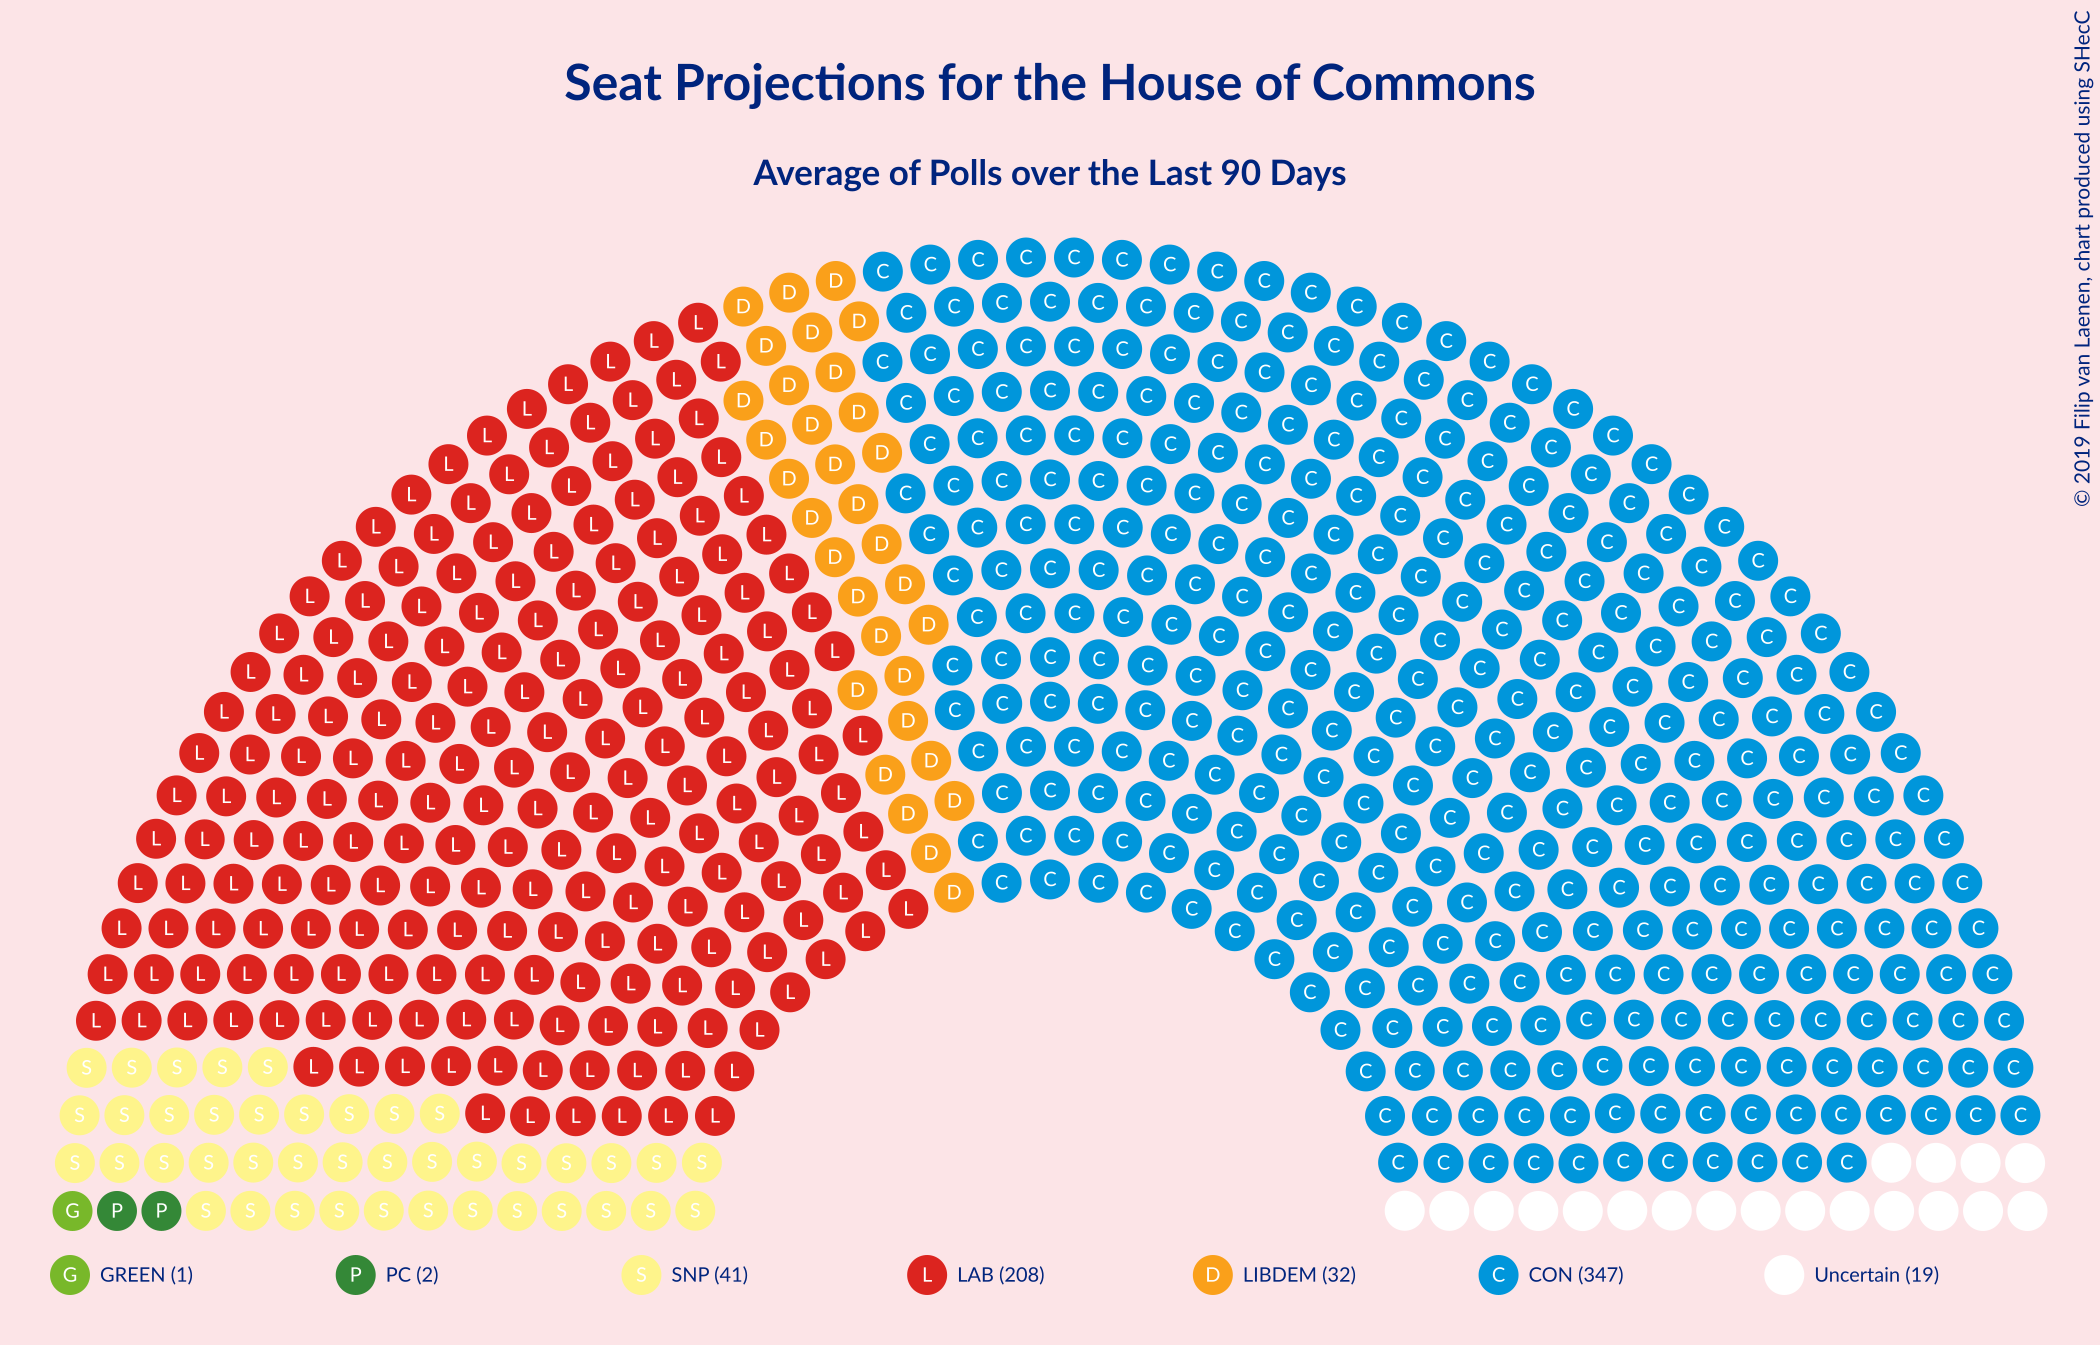 Seat Projections for the House of Commons
Average of Polls over the Last 90 Days
© 2019 Filip van Laenen, chart produced using SHecC
G GREEN (1)
P PC (2)
S SNP (41)
L LAB (208)
D LIBDEM (32)
C CON (347)
Uncertain (19)